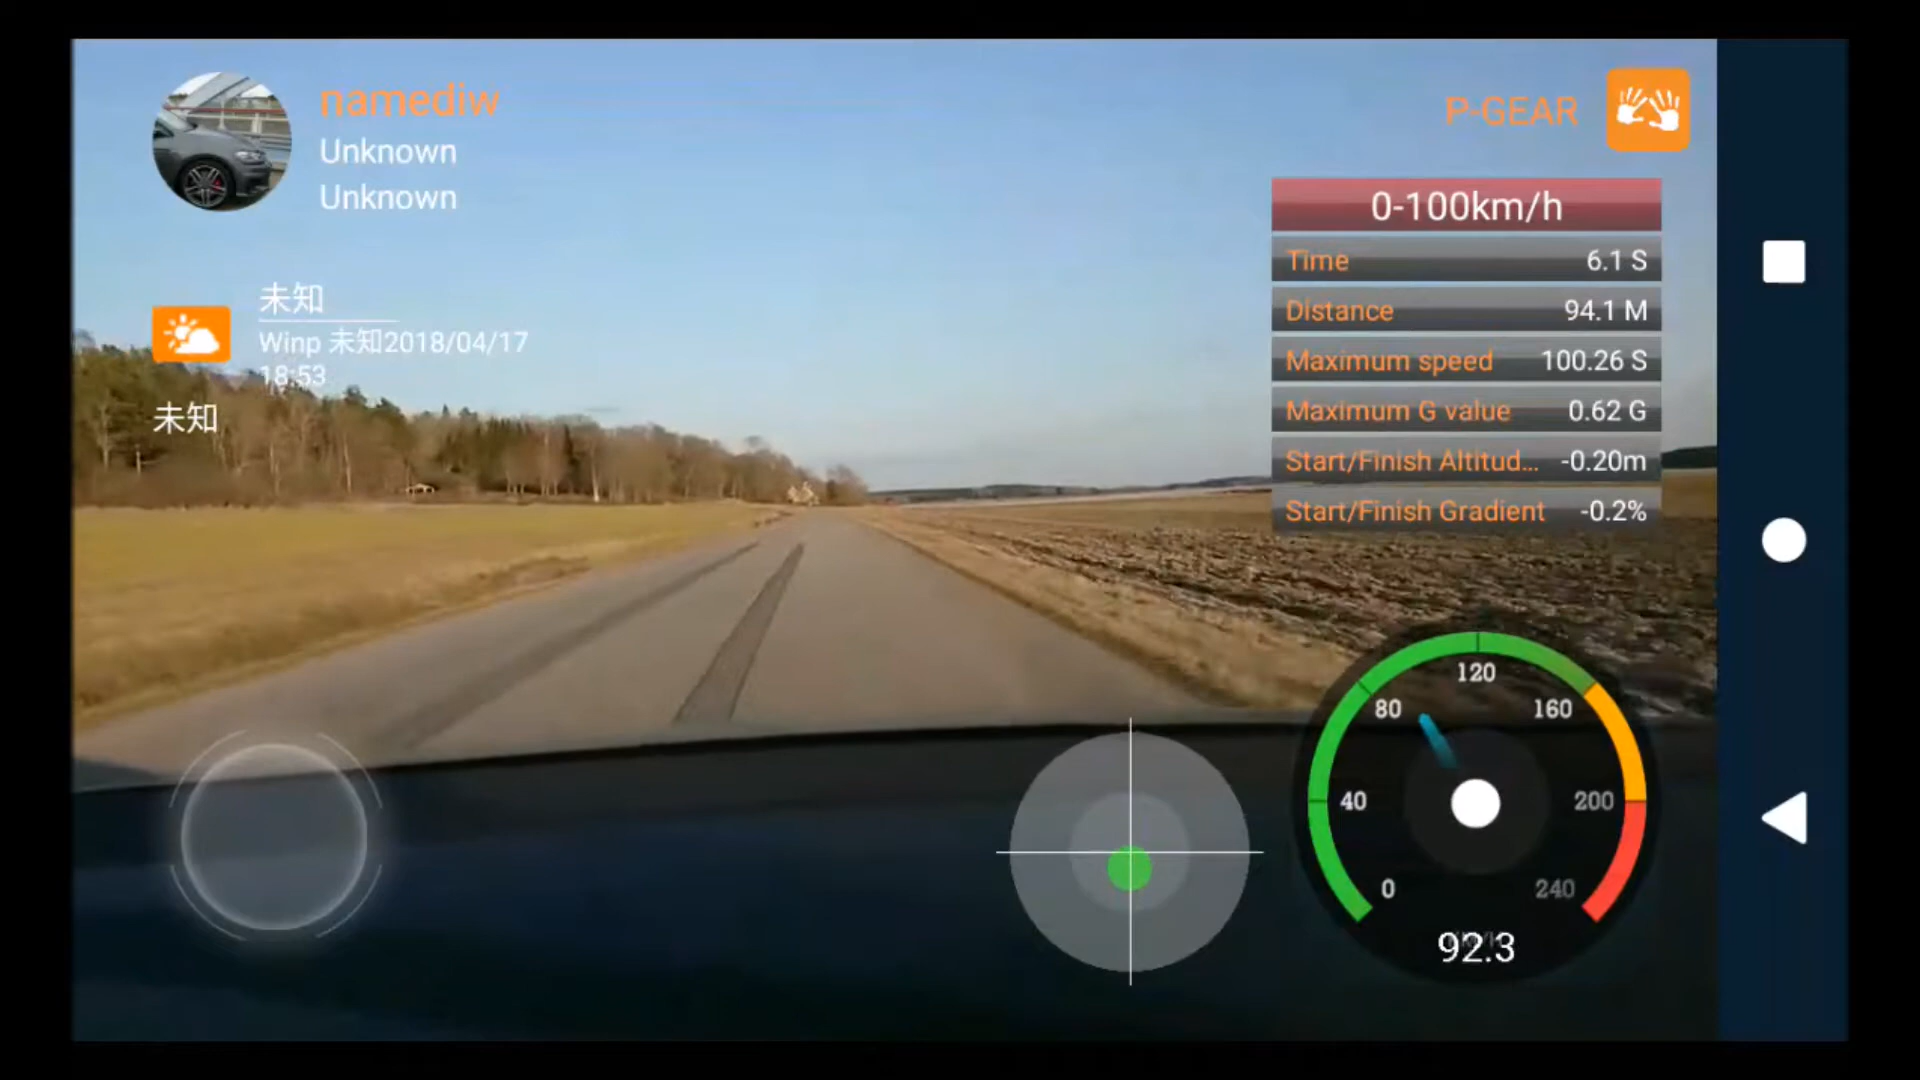 namediw
Unknown
Unknown
未知
Winp 未知2018/04/17
18:53
未知
P-GEAR
0-100km/h
Time 6.1 S
Distance 94.1 M
Maximum speed 100.26 S
Maximum G value 0.62 G
Start/Finish Altitud... -0.20m
Start/Finish Gradient -0.2%
120
80 160
40 200
0 240
92.3